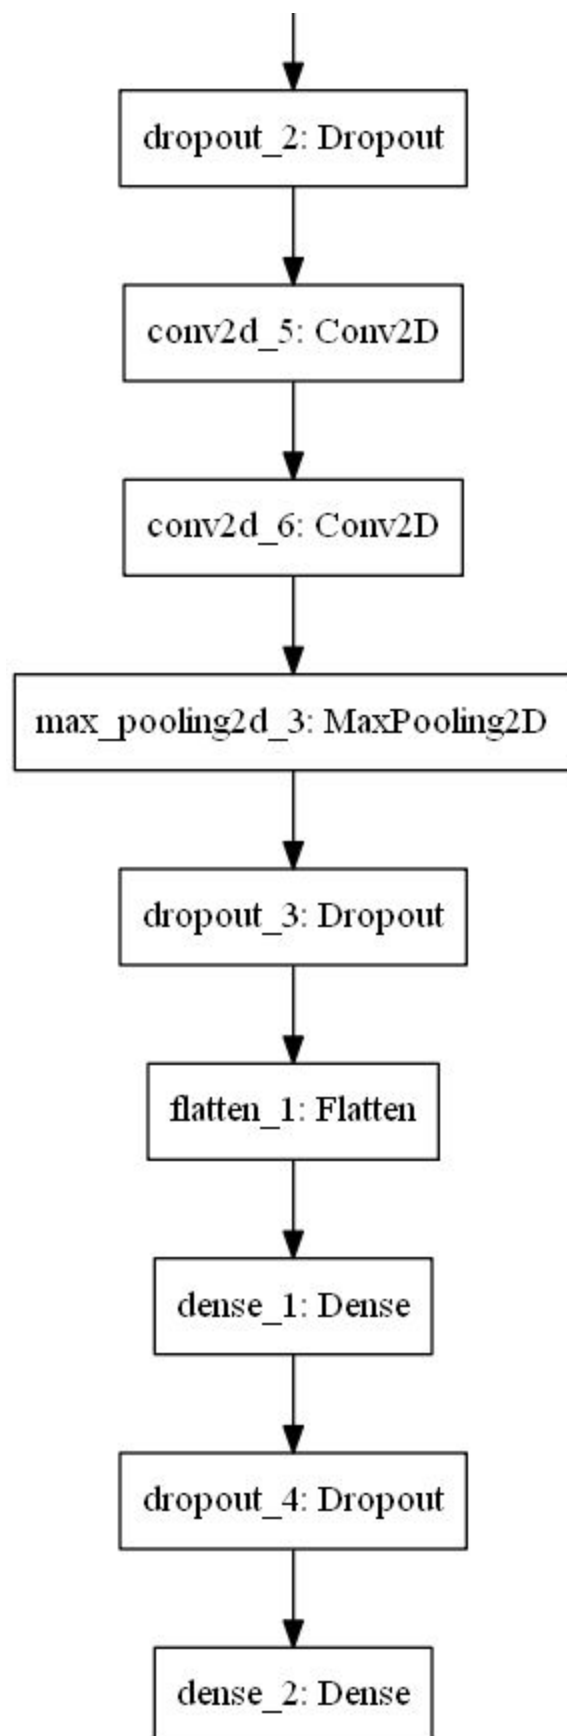 dropout_2: Dropout
conv2d_5: Conv2D
conv2d_6: Conv2D
max_pooling2d_3: MaxPooling2D
dropout_3: Dropout
flatten_1: Flatten
dense_1: Dense
dropout_4: Dropout
dense_2: Dense